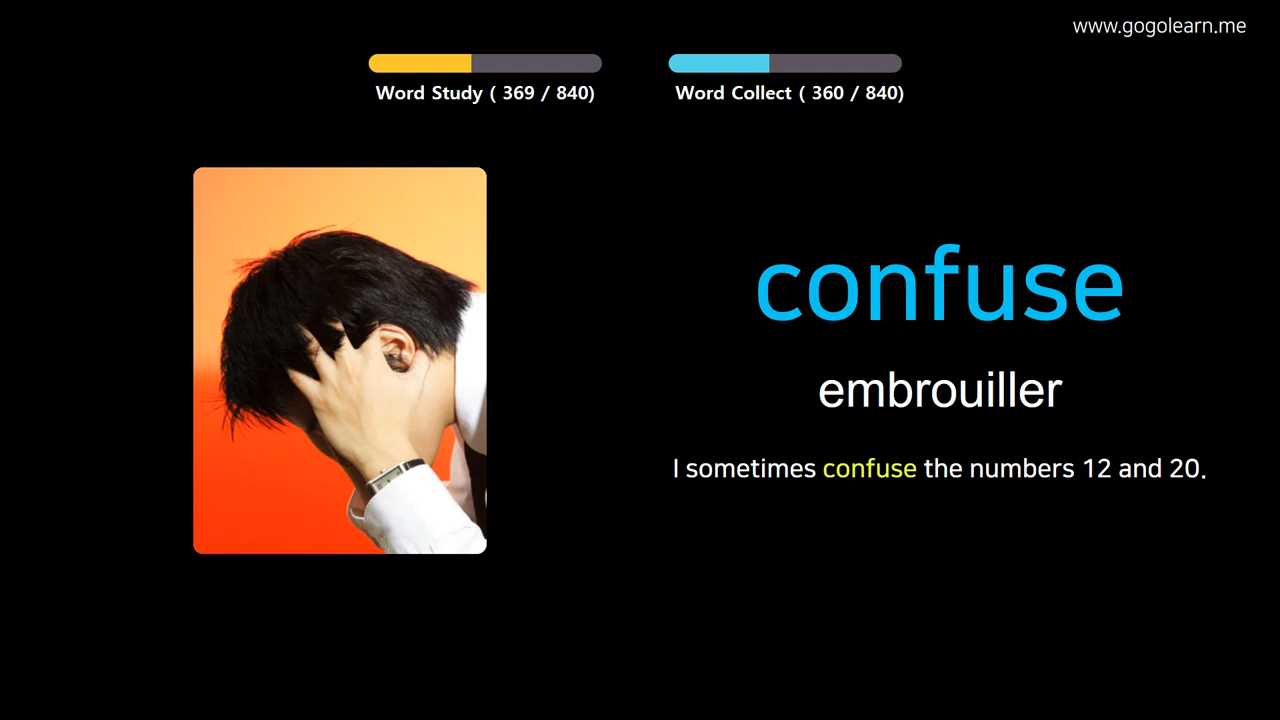 www.gogolearn.me
Word Study ( 369 / 840)
Word Collect ( 360 / 840)
confuse
embrouiller
I sometimes confuse the numbers 12 and 20.